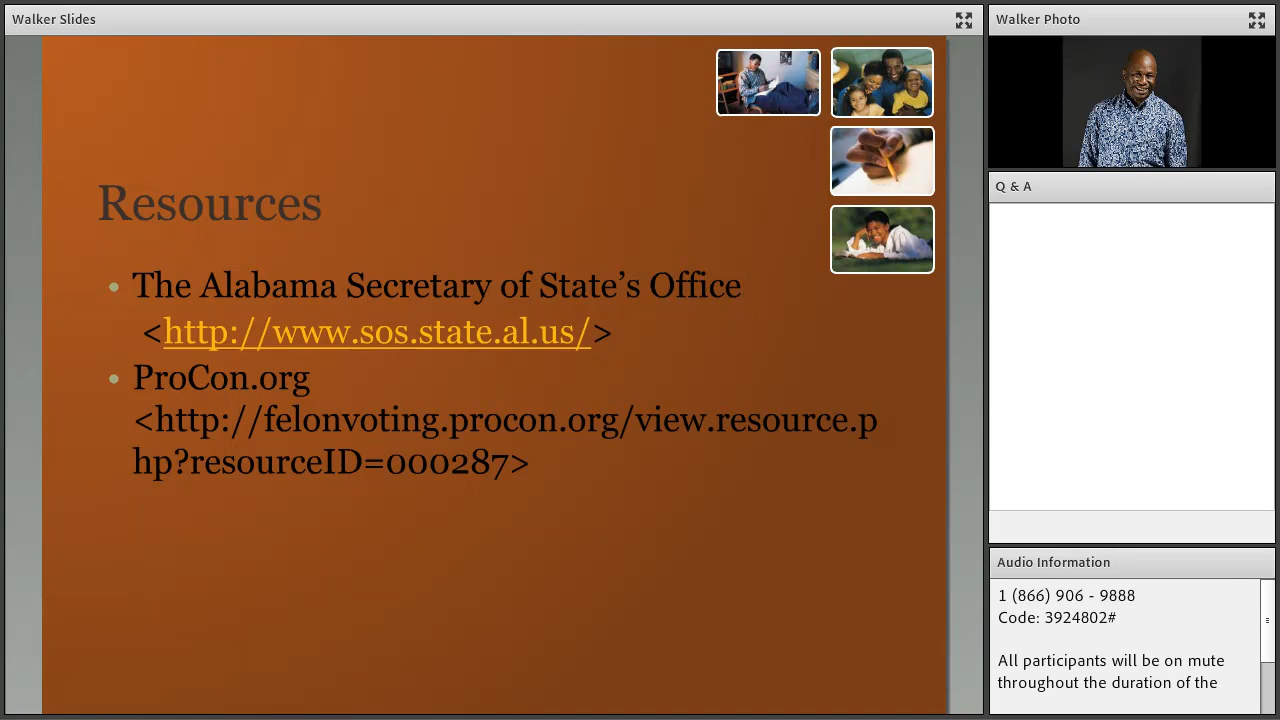 Walker Slides
Resources
• The Alabama Secretary of State’s Office
<http://www.sos.state.al.us/>
• ProCon.org
<http://felonvoting.procon.org/view.resource.p
hp?resourceID=000287>
Walker Photo
Q & A
Audio Information
1 (866) 906 - 9888
Code: 3924802#
All participants will be on mute
throughout the duration of the